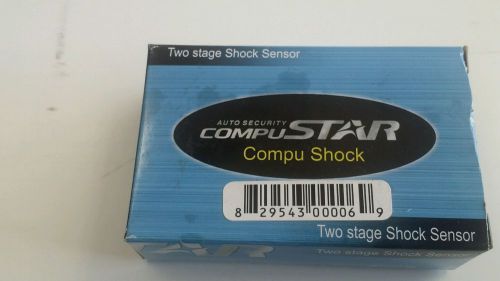 Two stage Shock Sensor
AUTO SECURITY
COMPUSTAR
Compu Shock
8 29543 00006 9
Two stage Shock Sensor